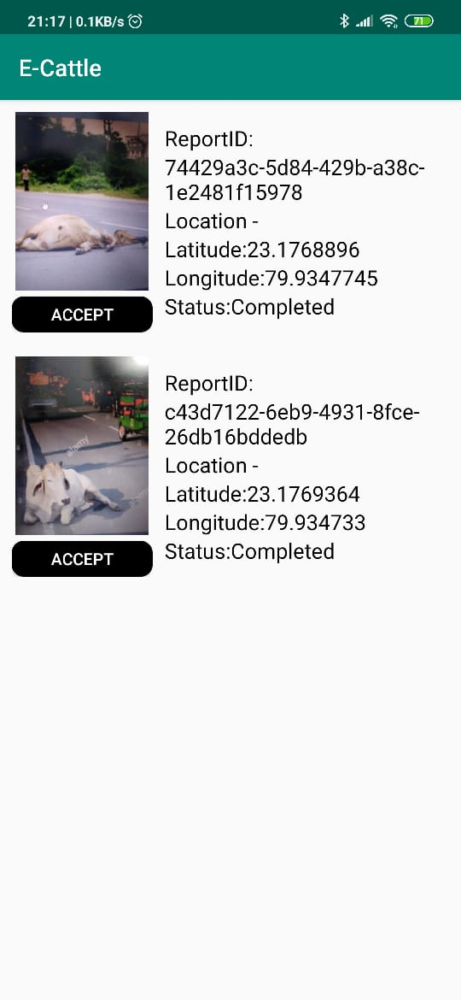 21:17 | 0.1KB/s
71
E-Cattle
ReportID:
74429a3c-5d84-429b-a38c-
1e2481f15978
Location -
Latitude:23.1768896
Longitude:79.9347745
Status:Completed
ACCEPT
ReportID:
c43d7122-6eb9-4931-8fce-
26db16bddedb
Location -
Latitude:23.1769364
Longitude:79.934733
Status:Completed
alamy
alamy
ACCEPT